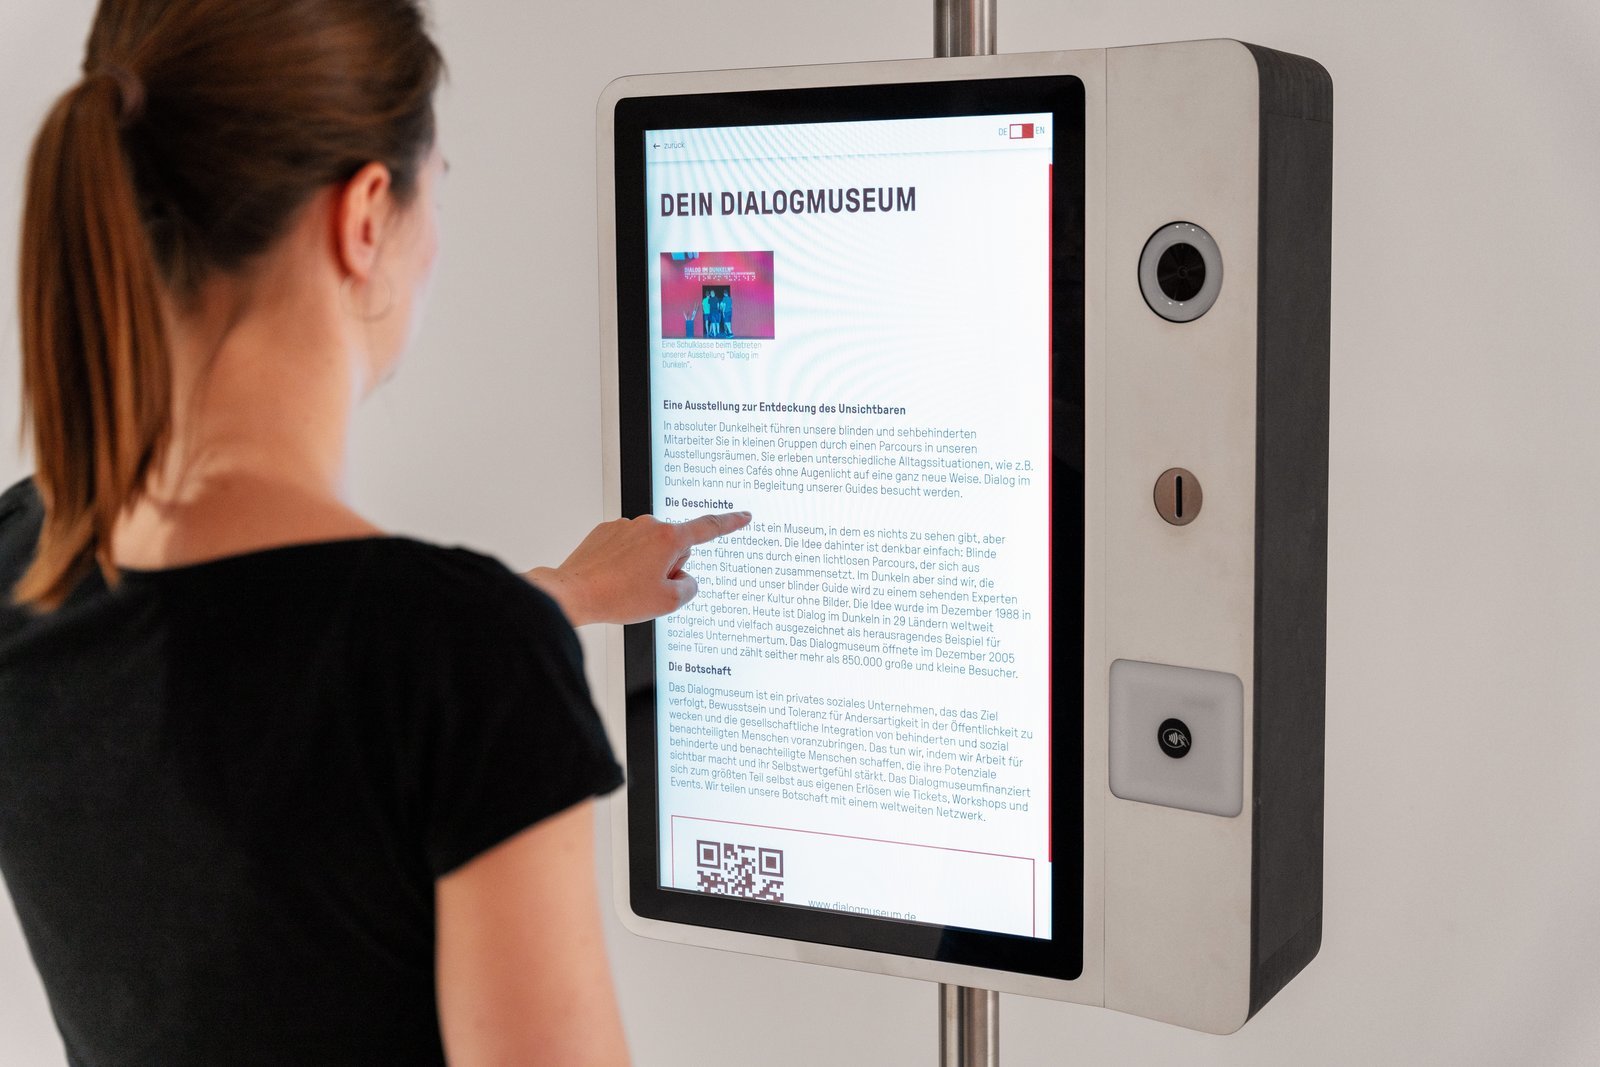 ← zurück
DE EN
DEIN DIALOGMUSEUM
DIALOG IM DUNKELN
Eine Schulklasse beim Betreten
unserer Ausstellung "Dialog im
Dunkeln".
Eine Ausstellung zur Entdeckung des Unsichtbaren
In absoluter Dunkelheit führen unsere blinden und sehbehinderten
Mitarbeiter Sie in kleinen Gruppen durch einen Parcours in unseren
Ausstellungsräumen. Sie erleben unterschiedliche Alltagssituationen, wie z.B.
den Besuch eines Cafés ohne Augenlicht auf eine ganz neue Weise. Dialog im
Dunkeln kann nur in Begleitung unserer Guides besucht werden.
Die Geschichte
ist ein Museum, in dem es nichts zu sehen gibt, aber
zu entdecken. Die Idee dahinter ist denkbar einfach: Blinde
chen führen uns durch einen lichtlosen Parcours, der sich aus
glichen Situationen zusammensetzt. Im Dunkeln aber sind wir, die
den, blind und unser blinder Guide wird zu einem sehenden Experten
tschafter einer Kultur ohne Bilder. Die Idee wurde im Dezember 1988 in
nkfurt geboren. Heute ist Dialog im Dunkeln in 29 Ländern weltweit
erfolgreich und vielfach ausgezeichnet als herausragendes Beispiel für
soziales Unternehmertum. Das Dialogmuseum öffnete im Dezember 2005
seine Türen und zählt seither mehr als 850.000 große und kleine Besucher.
Die Botschaft
Das Dialogmuseum ist ein privates soziales Unternehmen, das das Ziel
verfolgt, Bewusstsein und Toleranz für Andersartigkeit in der Öffentlichkeit zu
wecken und die gesellschaftliche Integration von behinderten und sozial
benachteiligten Menschen voranzubringen. Das tun wir, indem wir Arbeit für
behinderte und benachteiligte Menschen schaffen, die ihre Potenziale
sichtbar macht und ihr Selbstwertgefühl stärkt. Das Dialogmuseumfinanziert
sich zum größten Teil selbst aus eigenen Erlösen wie Tickets, Workshops und
Events. Wir teilen unsere Botschaft mit einem weltweiten Netzwerk.
www.dialogmuseum.de